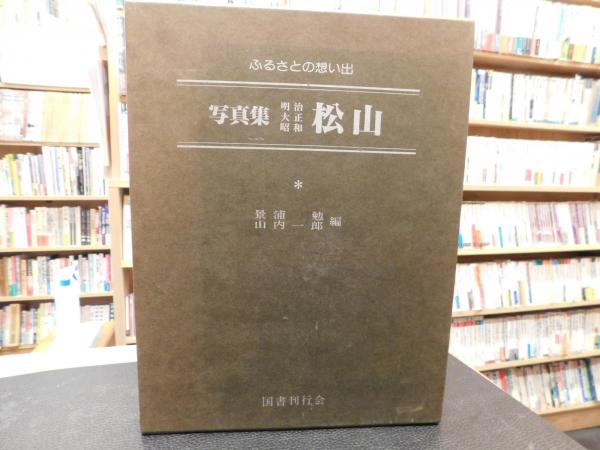 ふるさとの想い出
写真集 明治大正昭和 松山
*
景浦勉
山内一郎 編
国書刊行会